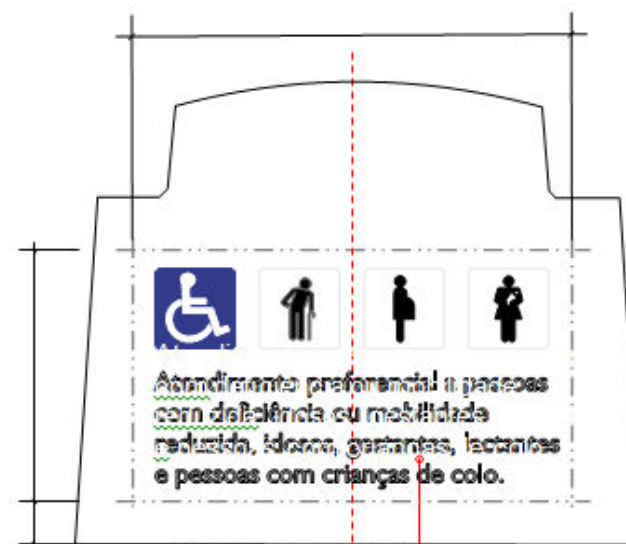 Atendimento preferencial a pessoas
com deficiência ou mobilidade
reduzida, idosos, gestantes, lactantes
e pessoas com crianças de colo.